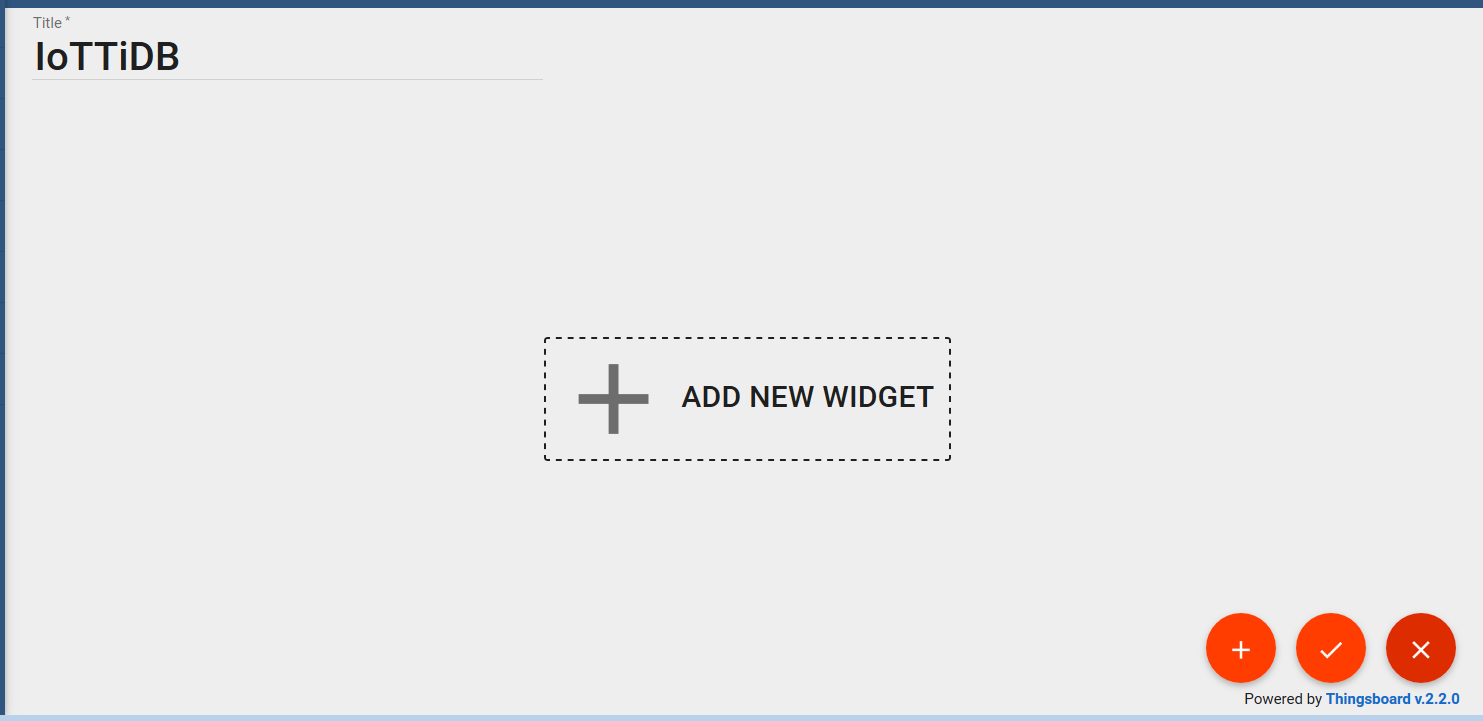 Title *
IoTTiDB
ADD NEW WIDGET
Powered by Thingsboard v.2.2.0